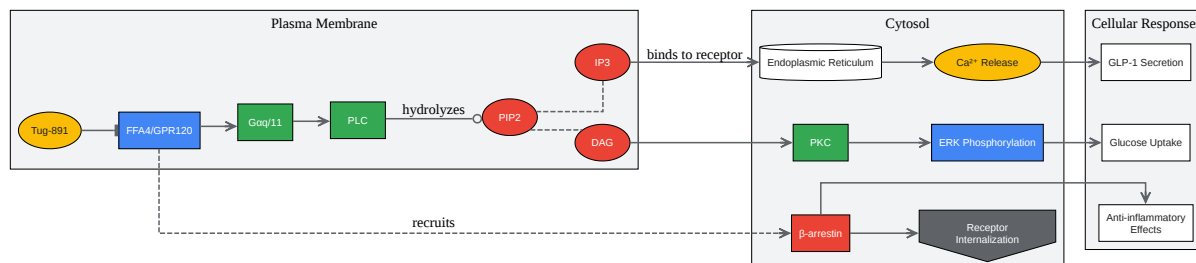 Plasma Membrane
Cytosol
Cellular Responses
IP3
binds to receptor
Endoplasmic Reticulum
Ca²⁺ Release
GLP-1 Secretion
Tug-891
FFA4/GPR120
Gαq/11
PLC
hydrolyzes
PIP2
DAG
PKC
ERK Phosphorylation
Glucose Uptake
recruits
β-arrestin
Receptor
Internalization
Anti-inflammatory
Effects